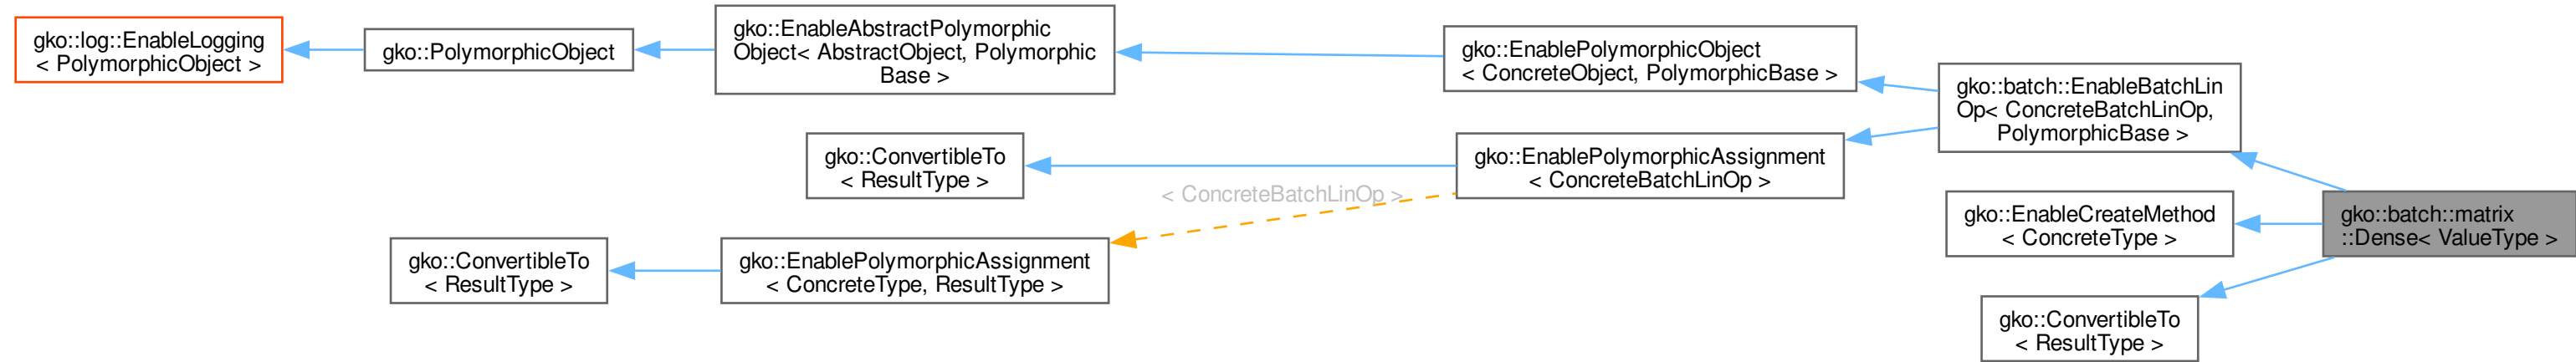 gko::log::EnableLogging
< PolymorphicObject >
gko::PolymorphicObject
gko::EnableAbstractPolymorphic
Object< AbstractObject, Polymorphic
Base >
gko::EnablePolymorphicObject
< ConcreteObject, PolymorphicBase >
gko::batch::EnableBatchLin
Op< ConcreteBatchLinOp,
PolymorphicBase >
gko::ConvertibleTo
< ResultType >
gko::EnablePolymorphicAssignment
< ConcreteBatchLinOp >
< ConcreteBatchLinOp >
gko::EnableCreateMethod
< ConcreteType >
gko::batch::matrix
::Dense< ValueType >
gko::ConvertibleTo
< ResultType >
gko::EnablePolymorphicAssignment
< ConcreteType, ResultType >
gko::ConvertibleTo
< ResultType >